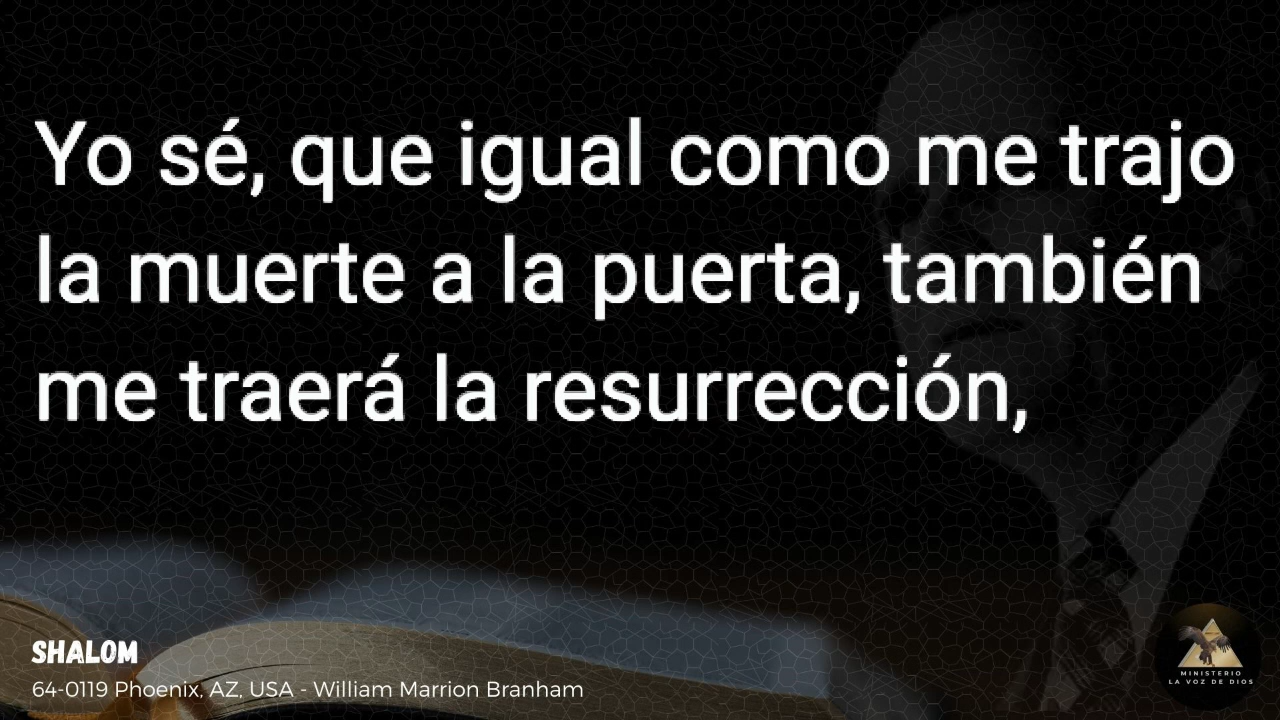 Yo sé, que igual como me trajo
la muerte a la puerta, también
me traerá la resurrección,
SHALOM
64-0119 Phoenix, AZ, USA - William Marrion Branham
MINISTERIO
LA VOZ DE DIOS